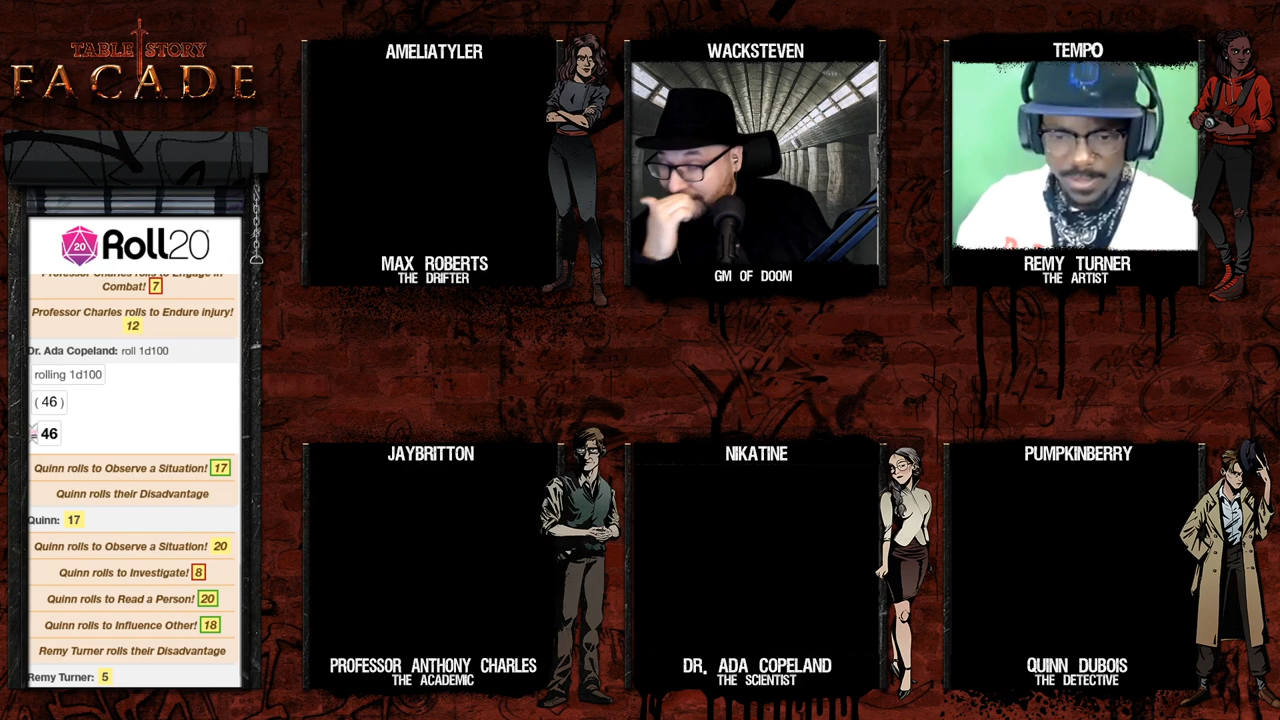 TABLE STORY
FACADE
20
Roll20
Professor Charles rolls to Engage in
Combat! 7
Professor Charles rolls to Endure injury!
12
Dr. Ada Copeland: roll 1d100
rolling 1d100
( 46 )
46
Quinn rolls to Observe a Situation! 17
Quinn rolls their Disadvantage
Quinn: 17
Quinn rolls to Observe a Situation! 20
Quinn rolls to Investigate! 8
Quinn rolls to Read a Person! 20
Quinn rolls to Influence Other! 18
Remy Turner rolls their Disadvantage
Remy Turner: 5
AMELIATYLER
MAX ROBERTS
THE DRIFTER
WACKSTEVEN
GM OF DOOM
TEMPO
REMY TURNER
THE ARTIST
JAYBRITTON
PROFESSOR ANTHONY CHARLES
THE ACADEMIC
NIKATINE
DR. ADA COPELAND
THE SCIENTIST
PUMPKINBERRY
QUINN DUBOIS
THE DETECTIVE